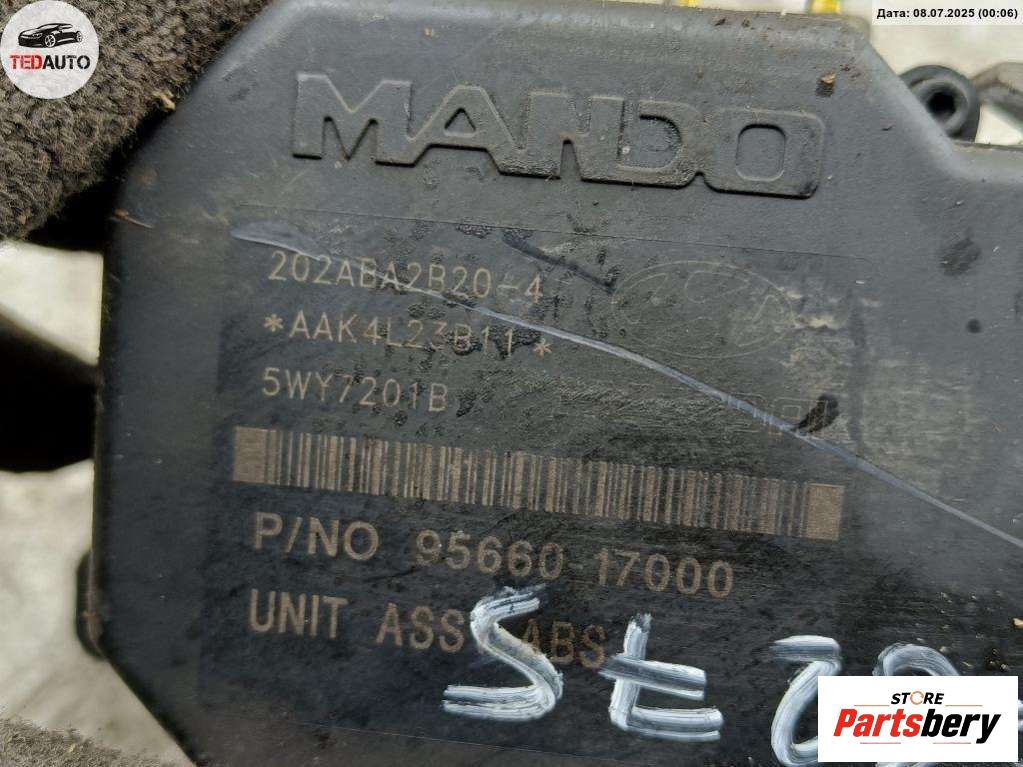 TEDAUTO
Дата: 08.07.2025 (00:06)
MANDO
202ABA2B20-4
*AAK4L23B11*
5WY7201B
P/NO 95660-17000
UNIT ASSY ABS
STORE
Partsbery